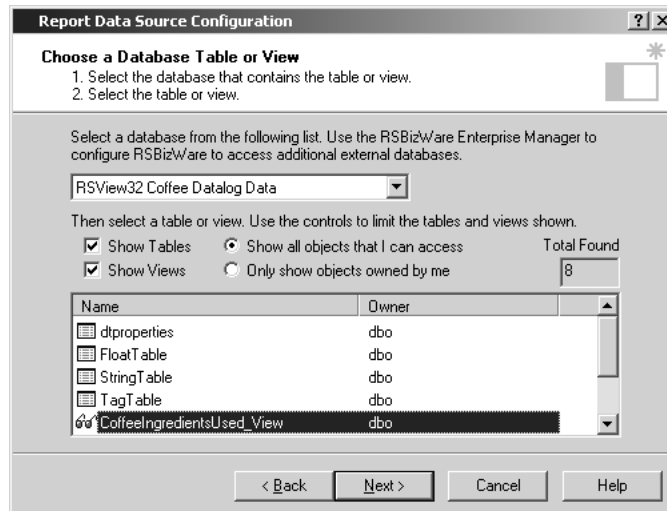 Report Data Source Configuration
Choose a Database Table or View
1. Select the database that contains the table or view.
2. Select the table or view.
Select a database from the following list. Use the RSBizWare Enterprise Manager to
configure RSBizWare to access additional external databases.
RSView32 Coffee Datalog Data
Then select a table or view. Use the controls to limit the tables and views shown.
Show Tables Show all objects that I can access Total Found
Show Views Only show objects owned by me 8
Name Owner
dtproperties dbo
FloatTable dbo
StringTable dbo
TagTable dbo
CoffeeIngredientsUsed_View dbo
< Back Next > Cancel Help